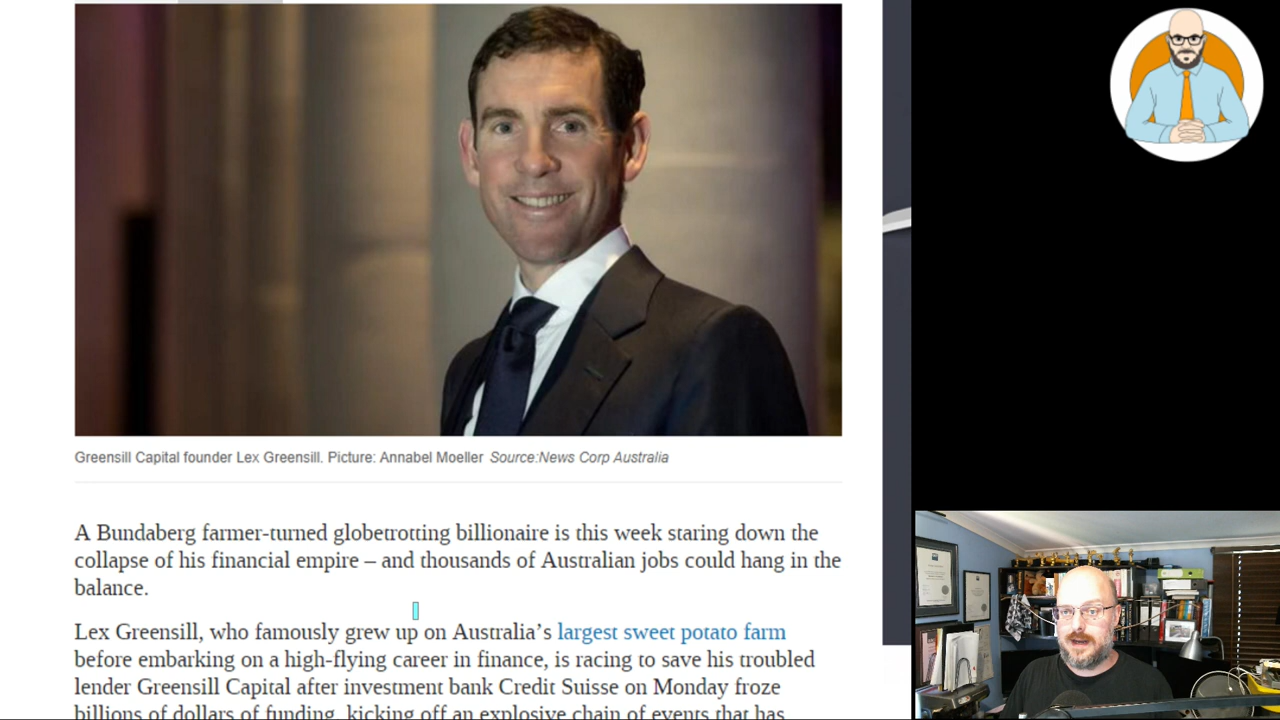 Greensill Capital founder Lex Greensill. Picture: Annabel Moeller Source:News Corp Australia
A Bundaberg farmer-turned globetrotting billionaire is this week staring down the
collapse of his financial empire – and thousands of Australian jobs could hang in the
balance.
Lex Greensill, who famously grew up on Australia’s largest sweet potato farm
before embarking on a high-flying career in finance, is racing to save his troubled
lender Greensill Capital after investment bank Credit Suisse on Monday froze
billions of dollars of funding, kicking off an explosive chain of events that has